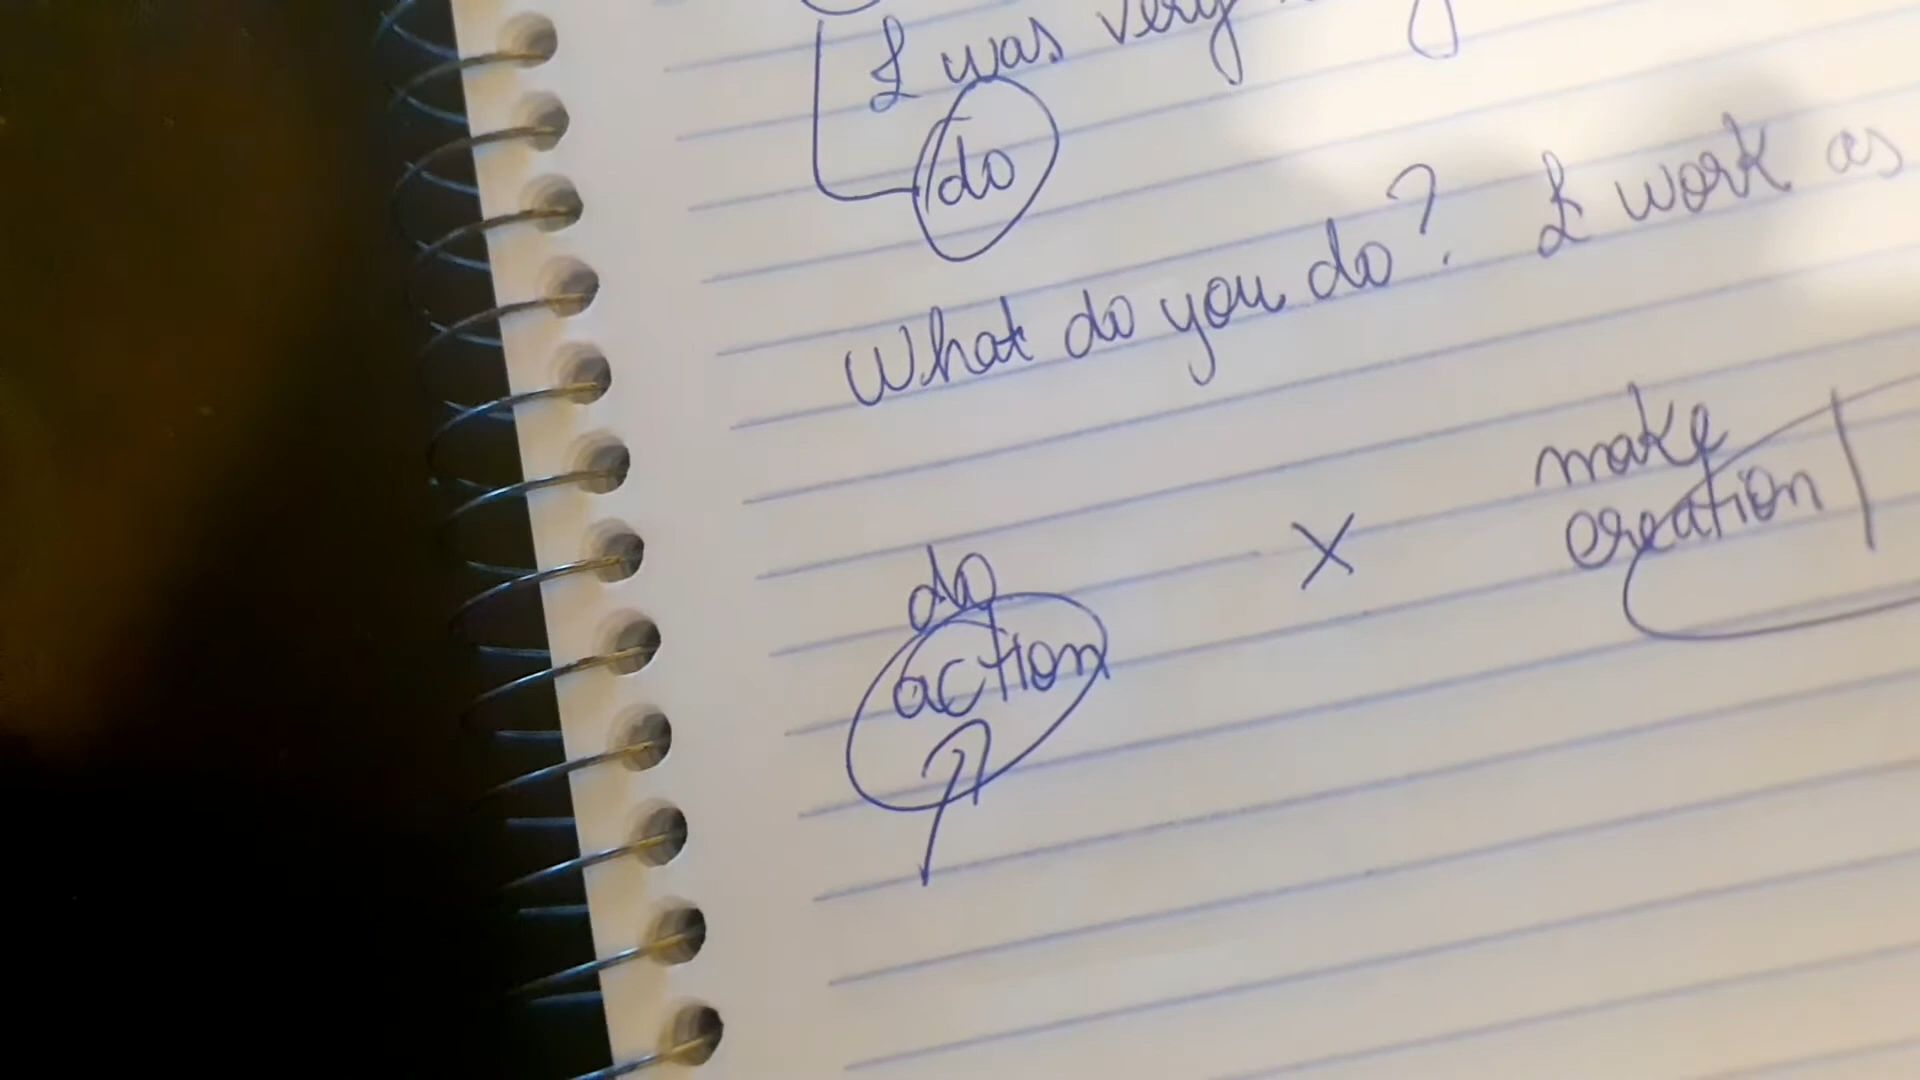 I was very
do
What do you do? I work as
do X make
action creation